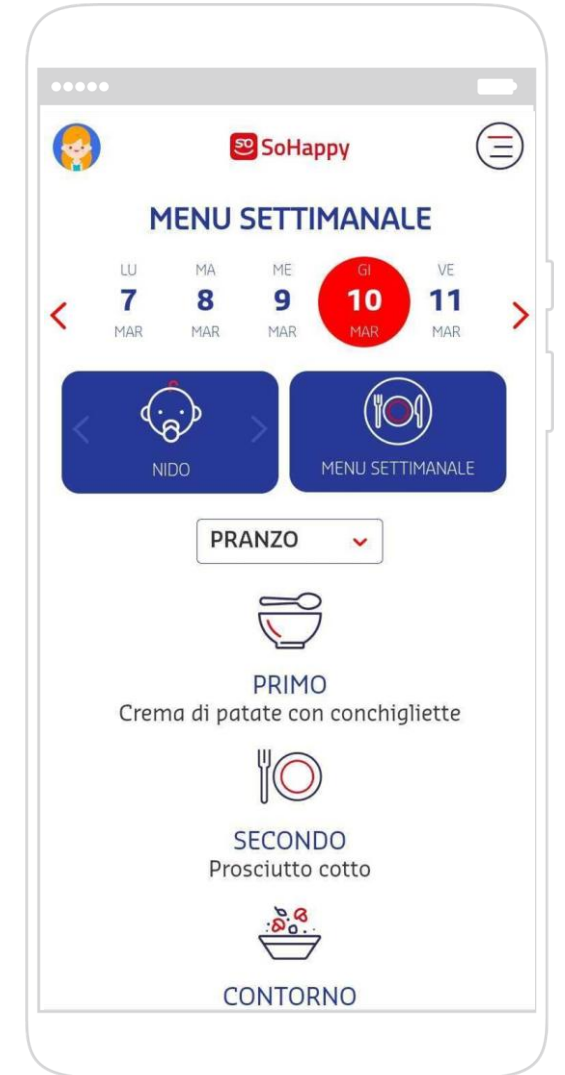 so SoHappy
MENU SETTIMANALE
LU MA ME GI VE
7 8 9 10 11
MAR MAR MAR MAR MAR
NIDO MENU SETTIMANALE
PRANZO
PRIMO
Crema di patate con conchigliette
SECONDO
Prosciutto cotto
CONTORNO